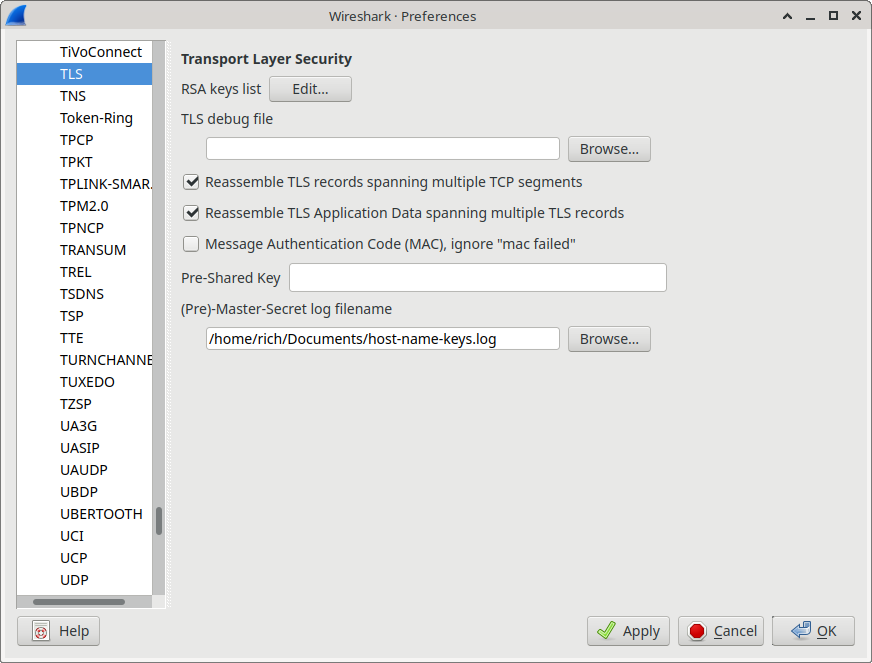 Wireshark · Preferences
TiVoConnect
TLS
TNS
Token-Ring
TPCP
TPKT
TPLINK-SMAR.
TPM2.0
TPNCP
TRANSUM
TREL
TSDNS
TSP
TTE
TURNCHANNE
TUXEDO
TZSP
UA3G
UASIP
UAUDP
UBDP
UBERTOOTH
UCI
UCP
UDP
Transport Layer Security
RSA keys list Edit...
TLS debug file
Browse...
Reassemble TLS records spanning multiple TCP segments
Reassemble TLS Application Data spanning multiple TLS records
Message Authentication Code (MAC), ignore "mac failed"
Pre-Shared Key
(Pre)-Master-Secret log filename
/home/rich/Documents/host-name-keys.log Browse...
Help Apply Cancel OK